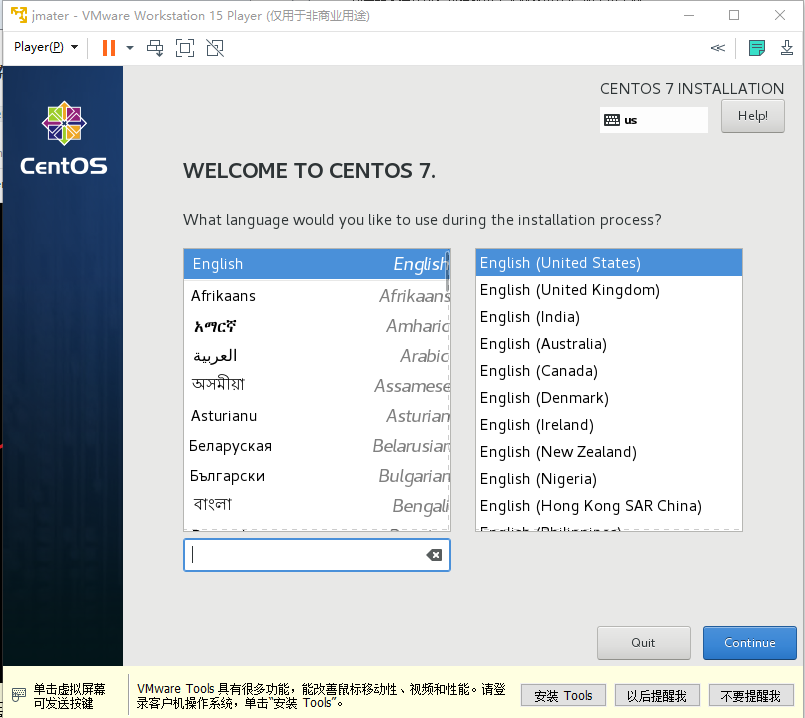 jmater - VMware Workstation 15 Player (仅用于非商业用途)
Player(P)
CentOS
CENTOS 7 INSTALLATION
us
Help!
WELCOME TO CENTOS 7.
What language would you like to use during the installation process?
English English
Afrikaans Afrikaans
አማርኛ Amharic
العربية Arabic
অসমীয়া Assamese
Asturianu Asturian
Беларуская Belarusian
Български Bulgarian
বাংলা Bengali
English (United States)
English (United Kingdom)
English (India)
English (Australia)
English (Canada)
English (Denmark)
English (Ireland)
English (New Zealand)
English (Nigeria)
English (Hong Kong SAR China)
English (Philippines)
Quit
Continue
单击虚拟屏幕
可发送按键
VMware Tools 具有很多功能，能改善鼠标移动性、视频和性能。请登
录客户机操作系统，单击“安装 Tools”。
安装 Tools
以后提醒我
不要提醒我